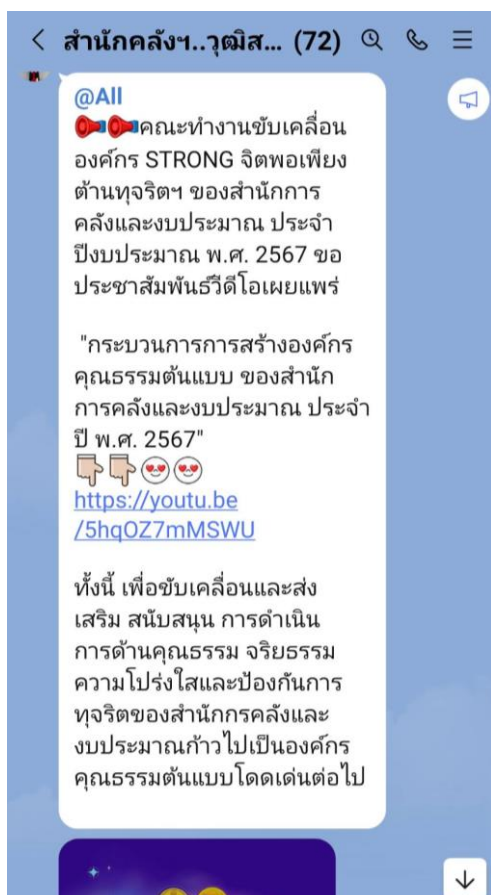 สำนักคลังฯ..วุฒิส... (72)
@All
คณะทำงานขับเคลื่อน
องค์กร STRONG จิตพอเพียง
ต้านทุจริตฯ ของสำนักการ
คลังและงบประมาณ ประจำ
ปีงบประมาณ พ.ศ. 2567 ขอ
ประชาสัมพันธ์วีดีโอเผยแพร่
"กระบวนการการสร้างองค์กร
คุณธรรมต้นแบบ ของสำนัก
การคลังและงบประมาณ ประจำ
ปี พ.ศ. 2567"
https://youtu.be
/5hqOZ7mMSWU
ทั้งนี้ เพื่อขับเคลื่อนและส่ง
เสริม สนับสนุน การดำเนิน
การด้านคุณธรรม จริยธรรม
ความโปร่งใสและป้องกันการ
ทุจริตของสำนักกรคลังและ
งบประมาณก้าวไปเป็นองค์กร
คุณธรรมต้นแบบโดดเด่นต่อไป